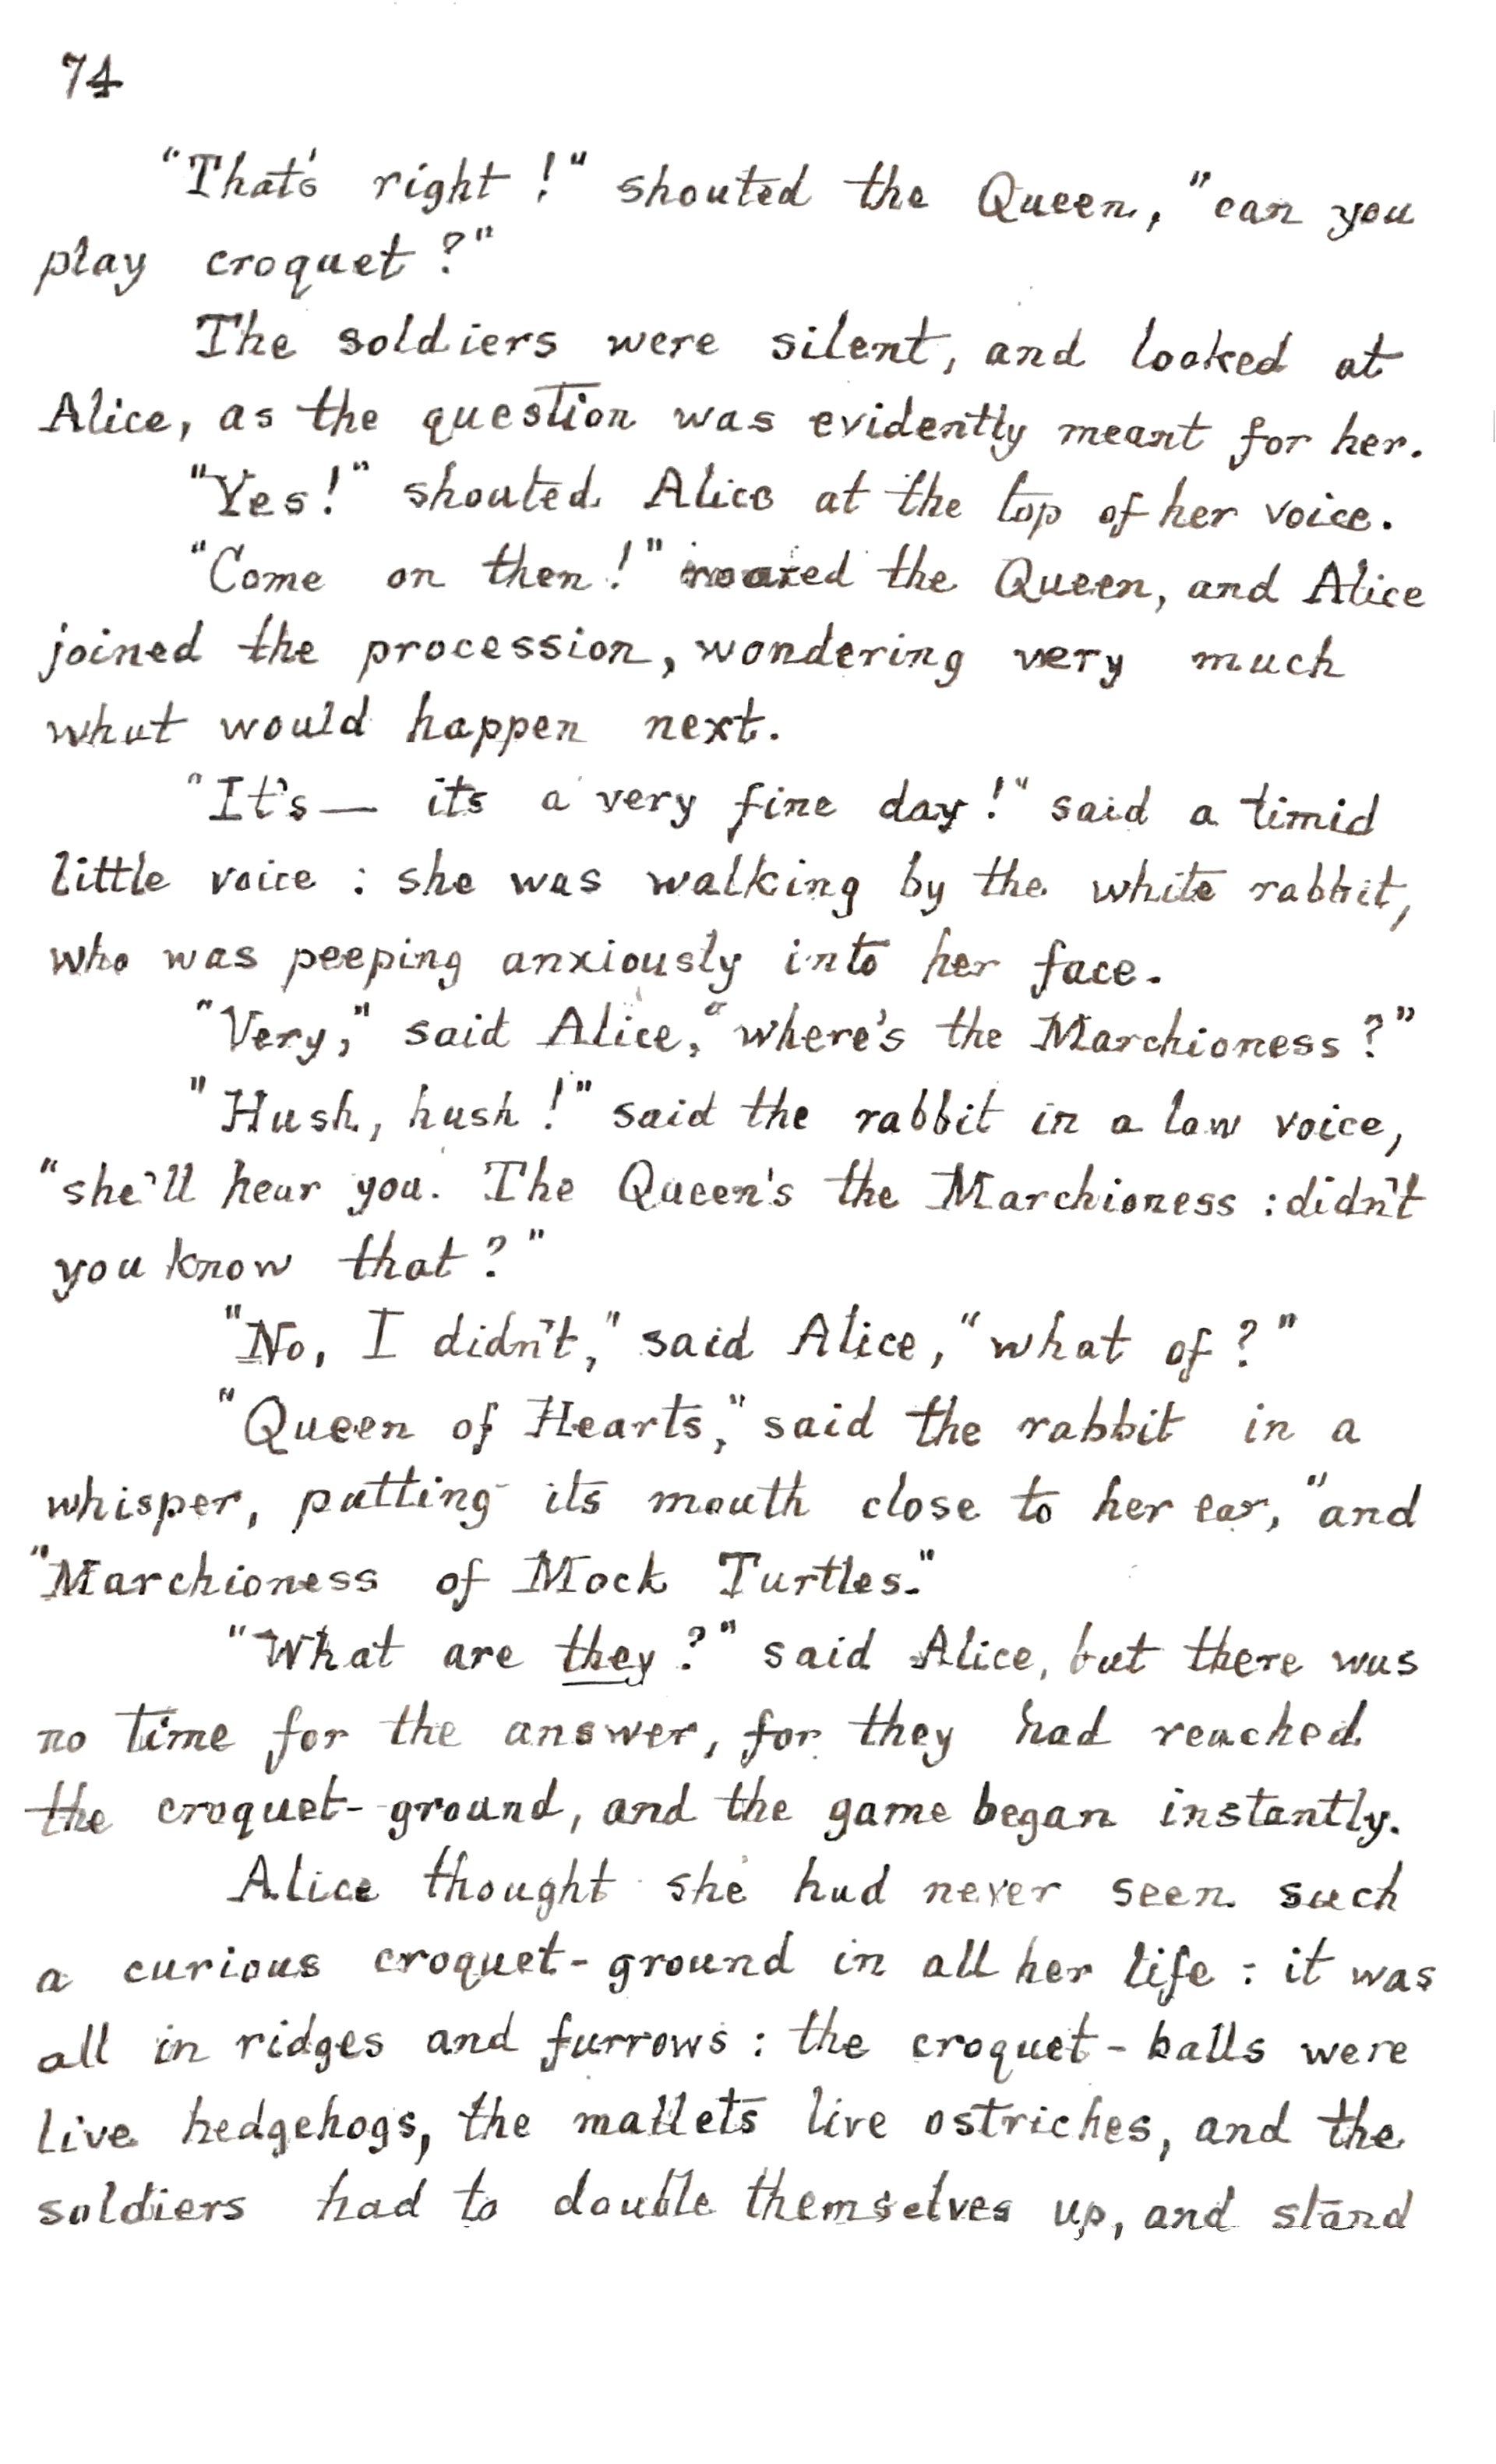 74
"That's right!" shouted the Queen, "can you
play croquet?"
The soldiers were silent, and looked at
Alice, as the question was evidently meant for her.
"Yes!" shouted Alice at the top of her voice.
"Come on then!" roared the Queen, and Alice
joined the procession, wondering very much
what would happen next.
"It's— its a very fine day!" said a timid
little voice: she was walking by the white rabbit,
who was peeping anxiously into her face.
"Very," said Alice, "where's the Marchioness?"
"Hush, hush!" said the rabbit in a low voice,
"she'll hear you. The Queen's the Marchioness: didn't
you know that?"
"No, I didn't," said Alice, "what of?"
"Queen of Hearts," said the rabbit in a
whisper, putting its mouth close to her ear, "and
"Marchioness of Mock Turtles."
"What are they?" said Alice, but there was
no time for the answer, for they had reached
the croquet-ground, and the game began instantly.
Alice thought she had never seen such
a curious croquet-ground in all her life: it was
all in ridges and furrows: the croquet-balls were
live hedgehogs, the mallets live ostriches, and the
soldiers had to double themselves up, and stand